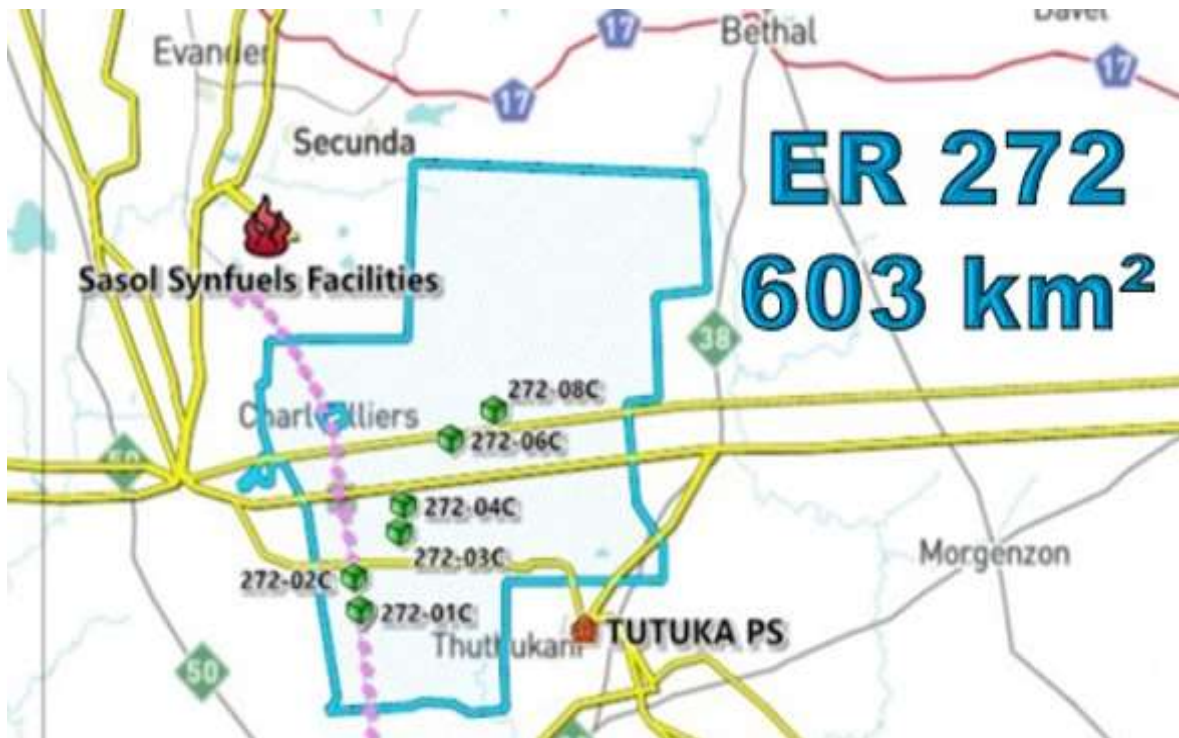 Davel
17
Bethal
Evander
17
17
Secunda
ER 272
603 km²
Sasol Synfuels Facilities
38
272-08C
Charl Cilliers
272-06C
50
272-04C
272-03C
Morgenzon
272-02C
272-01C
TUTUKA PS
Thuthukani
50